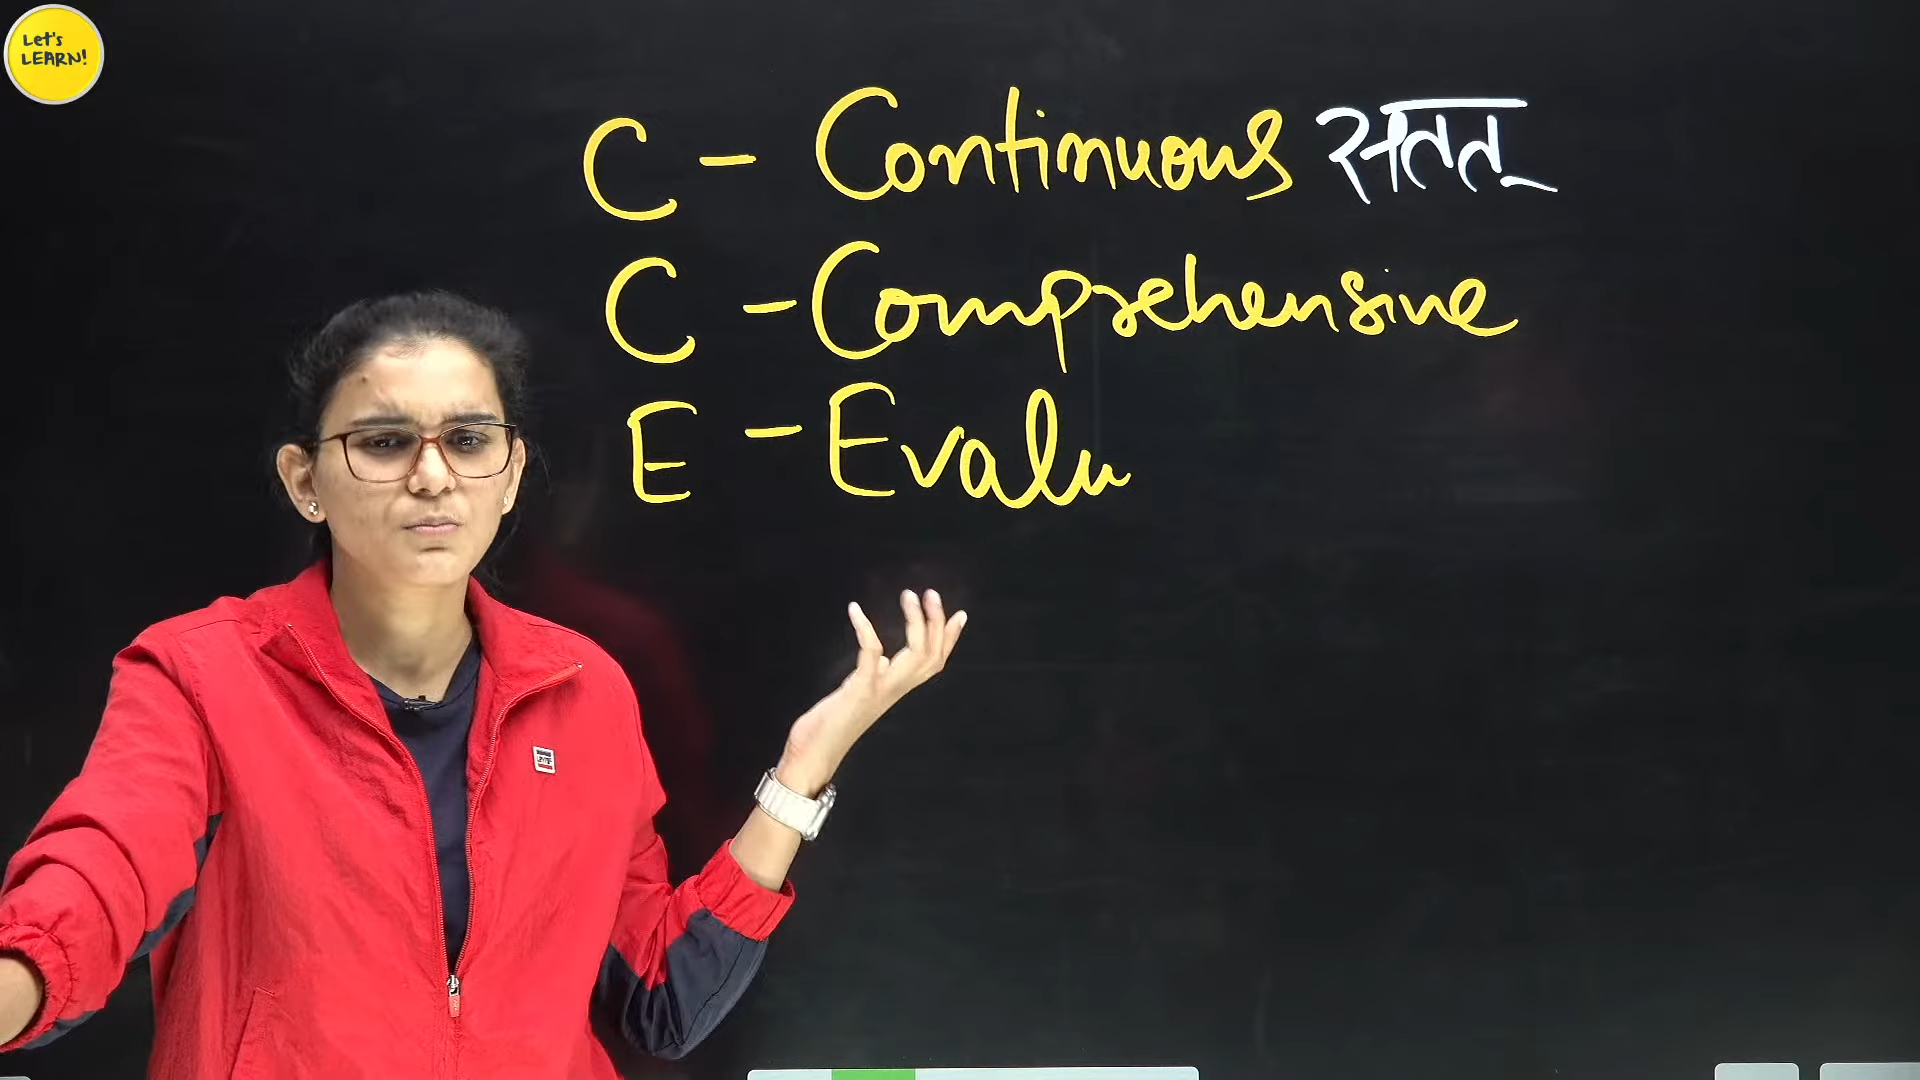 Let's
LEARN!
C - Continuous सतत्
C - Comprehensive
E - Evalu